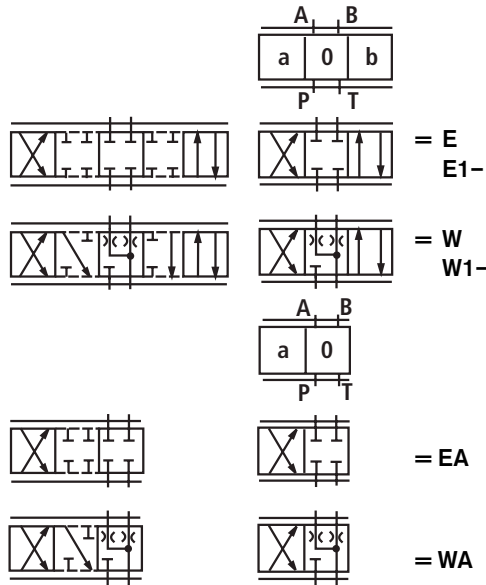 A B
a 0 b
P T
= E
E1–
= W
W1–
A B
a 0
P T
= EA
= WA